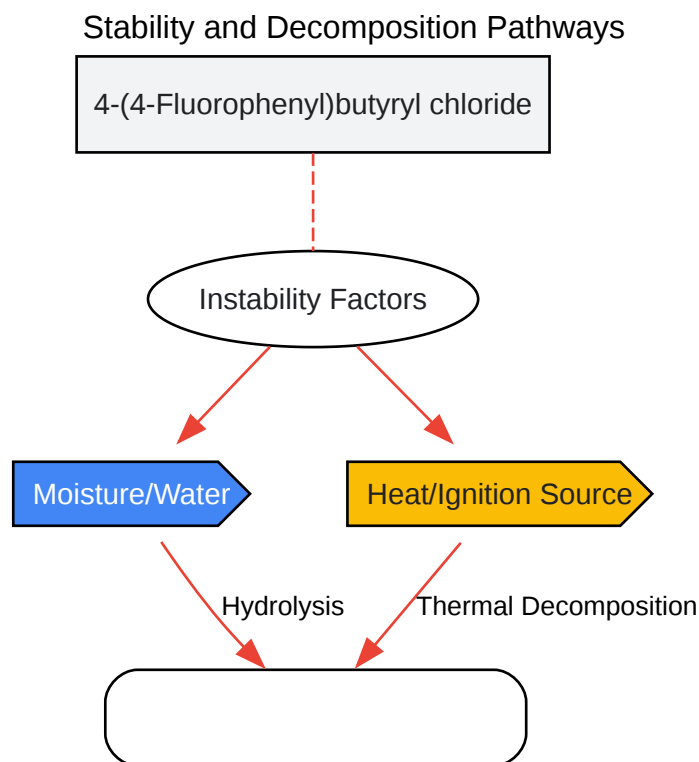 Stability and Decomposition Pathways
4-(4-Fluorophenyl)butyryl chloride
Instability Factors
Moisture/Water
Heat/Ignition Source
Hydrolysis
Thermal Decomposition